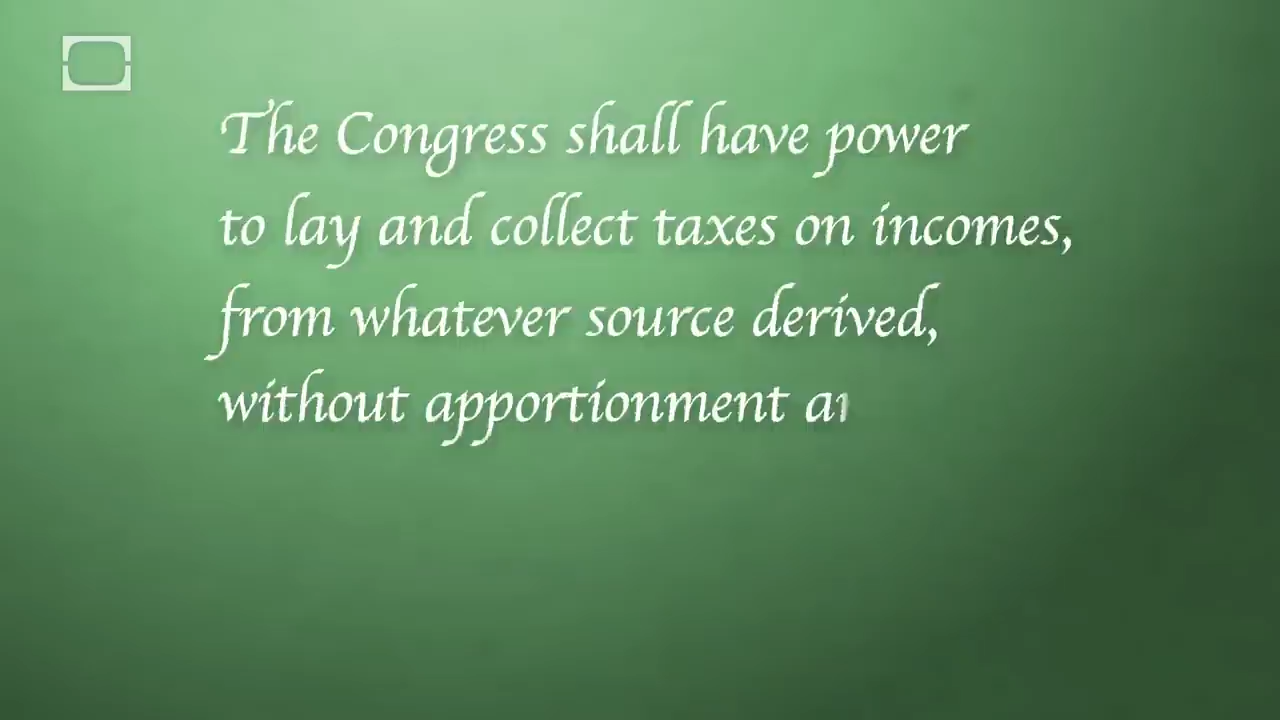 The Congress shall have power
to lay and collect taxes on incomes,
from whatever source derived,
without apportionment